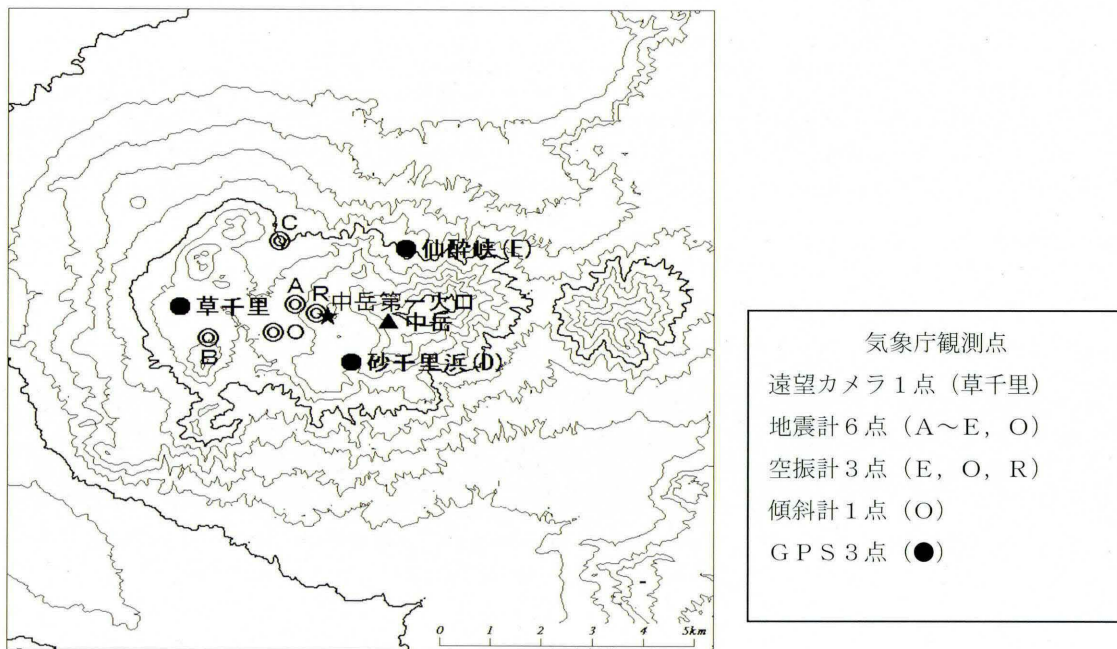 C
仙酔峡(E)
A R 中岳第一火口
草千里
O
中岳
B
砂千里浜(D)
0 1 2 3 4 5km
気象庁観測点
遠望カメラ1点(草千里)
地震計6点(A~E,O)
空振計3点(E,O,R)
傾斜計1点(O)
GPS3点(●)